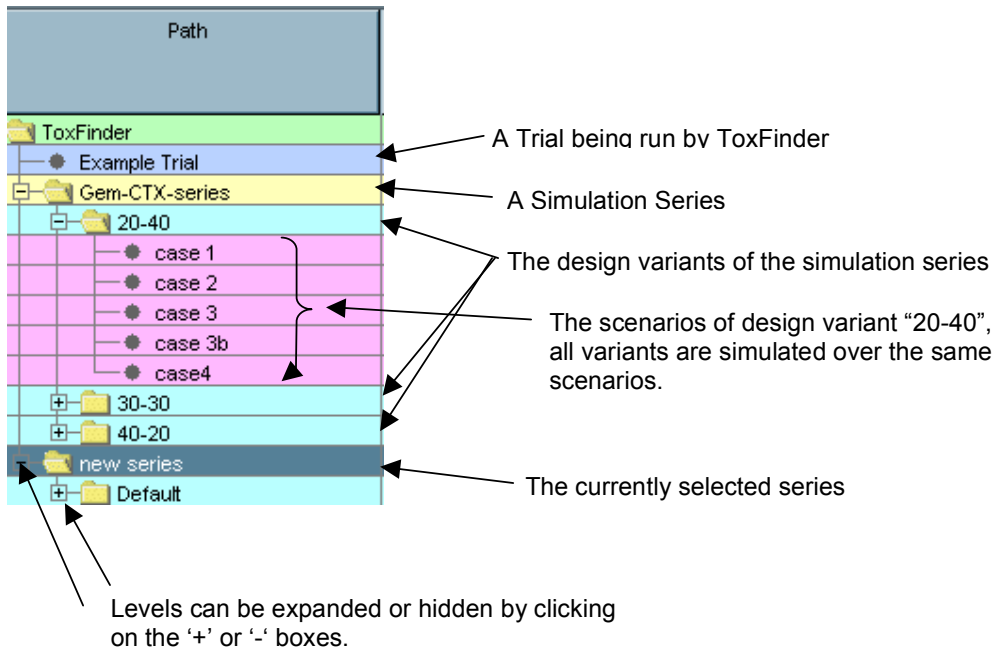 Path
ToxFinder
Example Trial
Gem-CTX-series
20-40
case 1
case 2
case 3
case 3b
case4
30-30
40-20
new series
Default
A Trial being run by ToxFinder
A Simulation Series
The design variants of the simulation series
The scenarios of design variant “20-40”,
all variants are simulated over the same
scenarios.
The currently selected series
Levels can be expanded or hidden by clicking
on the ‘+’ or ‘-‘ boxes.